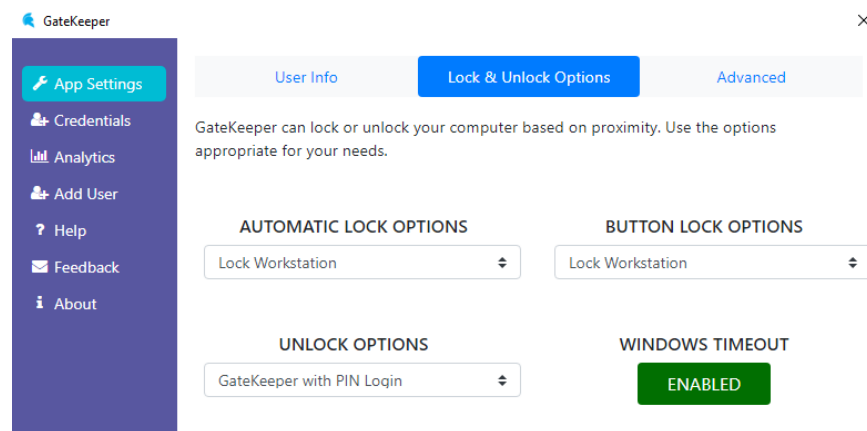 GateKeeper
App Settings
Credentials
Analytics
Add User
Help
Feedback
About
User Info
Lock & Unlock Options
Advanced
GateKeeper can lock or unlock your computer based on proximity. Use the options
appropriate for your needs.
AUTOMATIC LOCK OPTIONS
Lock Workstation
BUTTON LOCK OPTIONS
Lock Workstation
UNLOCK OPTIONS
GateKeeper with PIN Login
WINDOWS TIMEOUT
ENABLED